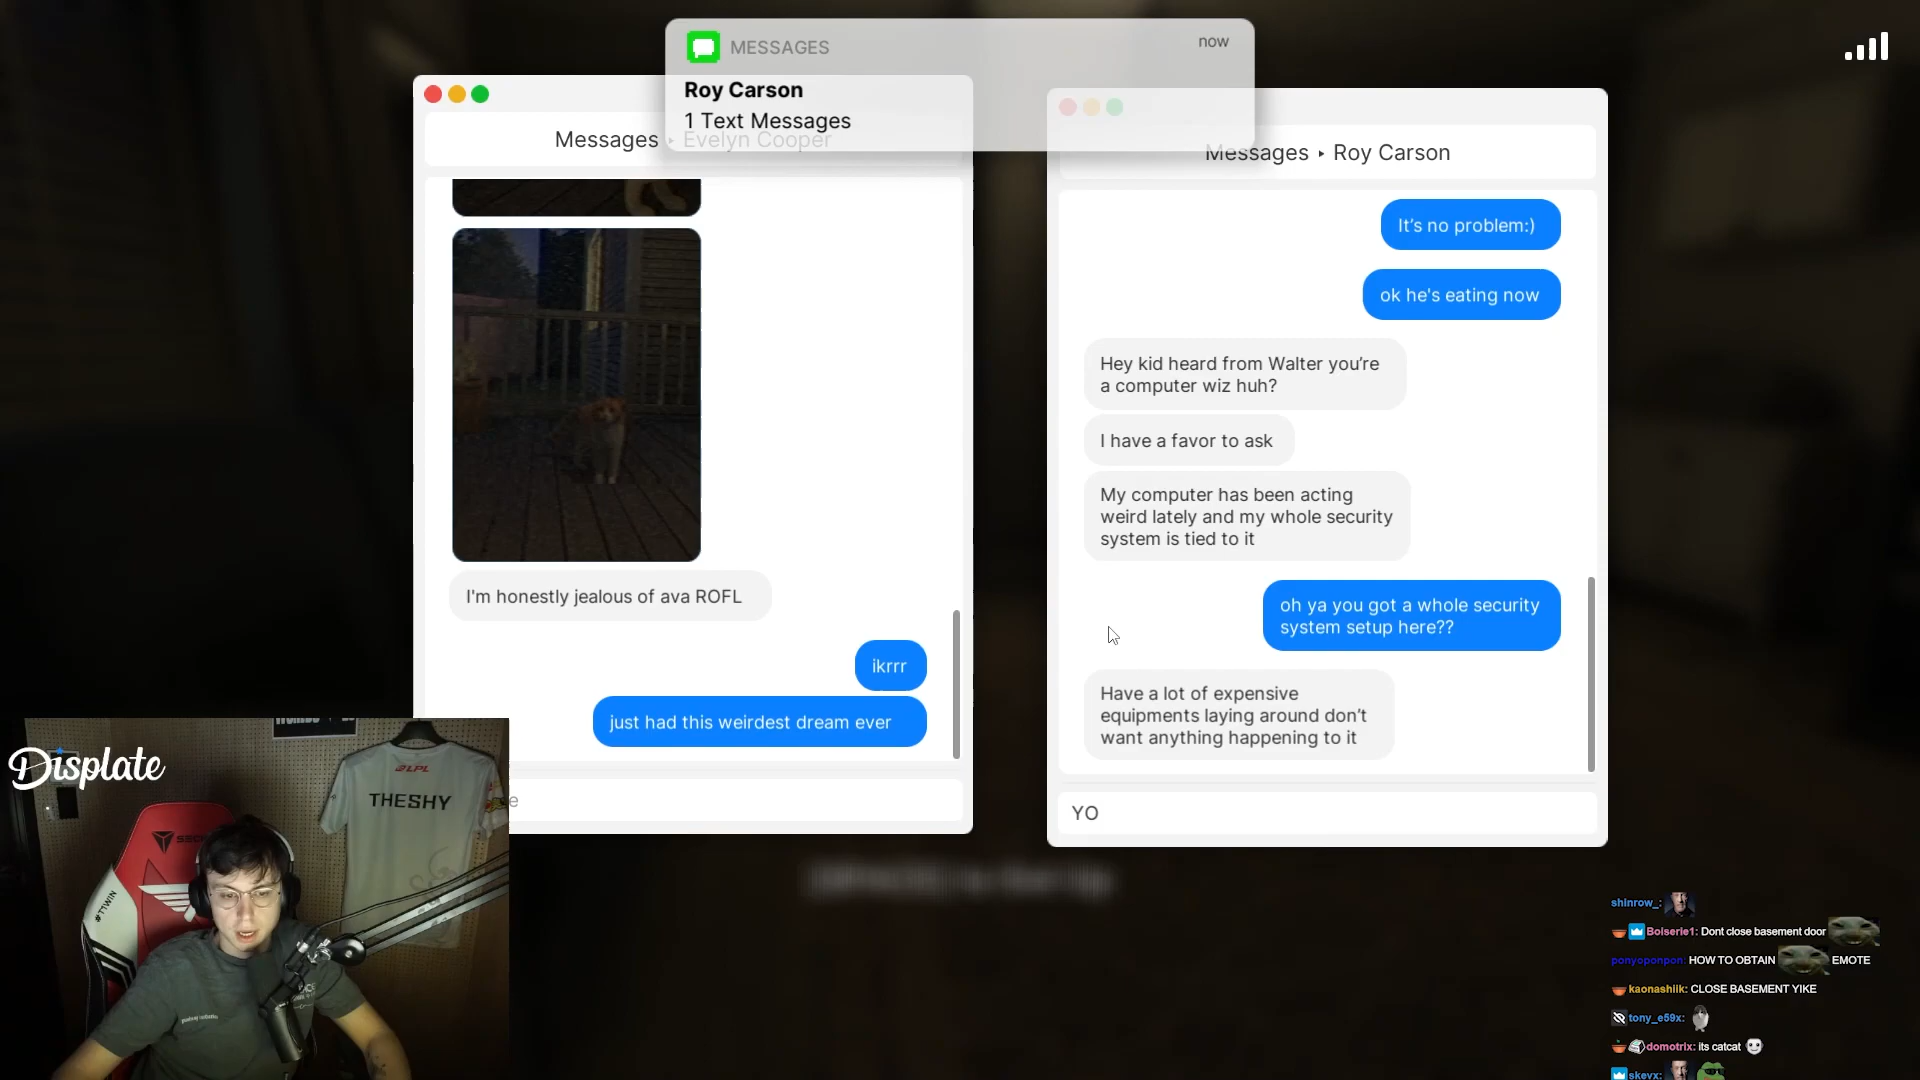 MESSAGES
now
Roy Carson
1 Text Messages
Messages ▸ Evelyn Cooper
I'm honestly jealous of ava ROFL
ikrrr
just had this weirdest dream ever
e
Messages ▸ Roy Carson
It's no problem:)
ok he's eating now
Hey kid heard from Walter you’re
a computer wiz huh?
I have a favor to ask
My computer has been acting
weird lately and my whole security
system is tied to it
oh ya you got a whole security
system setup here??
Have a lot of expensive
equipments laying around don’t
want anything happening to it
YO
Displate
LPL
THESHY
#T1WIN
shinrow_:
Boiserie1: Dont close basement door
ponyoponpon: HOW TO OBTAIN EMOTE
kaonashiik: CLOSE BASEMENT YIKE
tony_e59x:
domotrix: its catcat
skevx: